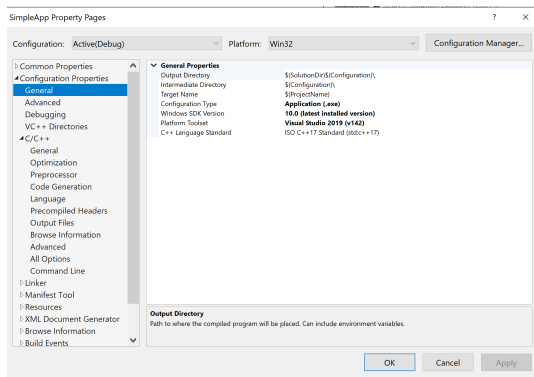 SimpleApp Property Pages ? ×
Configuration: Active(Debug) Platform: Win32 Configuration Manager...
Common Properties
Configuration Properties
General
Advanced
Debugging
VC++ Directories
C/C++
General
Optimization
Preprocessor
Code Generation
Language
Precompiled Headers
Output Files
Browse Information
Advanced
All Options
Command Line
Linker
Manifest Tool
Resources
XML Document Generator
Browse Information
Build Events
General Properties
Output Directory $(SolutionDir)$(Configuration)\
Intermediate Directory $(Configuration)\
Target Name $(ProjectName)
Configuration Type Application (.exe)
Windows SDK Version 10.0 (latest installed version)
Platform Toolset Visual Studio 2019 (v142)
C++ Language Standard ISO C++17 Standard (std:c++17)
Output Directory
Path to where the compiled program will be placed. Can include environment variables.
OK Cancel Apply